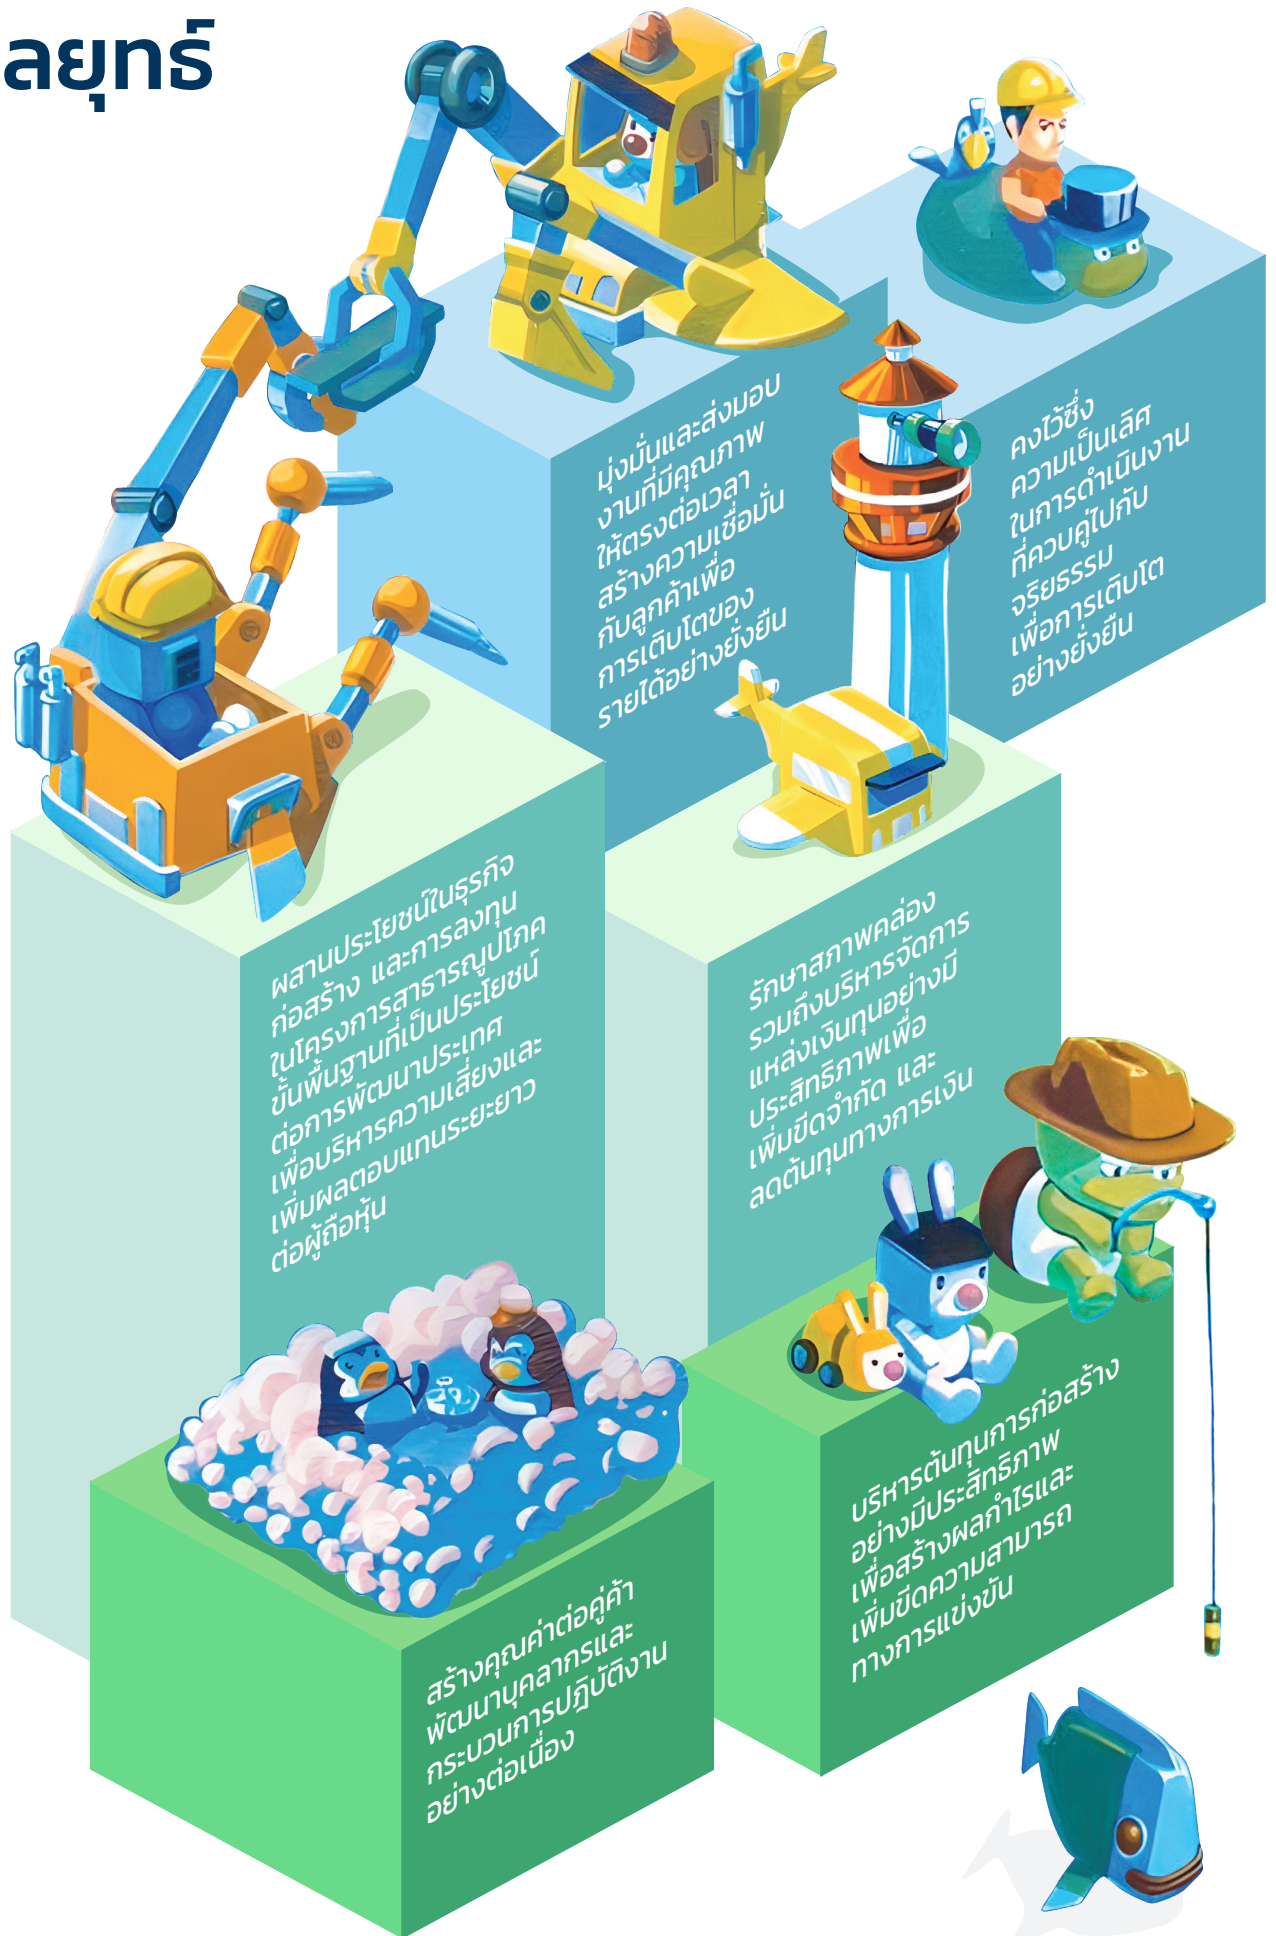 ลยุทธ์
มุ่งมั่นและส่งมอบ
งานที่มีคุณภาพ
ให้ตรงต่อเวลา
สร้างความเชื่อมั่น
กับลูกค้าเพื่อ
การเติบโตของ
รายได้อย่างยั่งยืน
คงไว้ซึ่ง
ความเป็นเลิศ
ในการดำเนินงาน
ที่ควบคู่ไปกับ
จริยธรรม
เพื่อการเติบโต
อย่างยั่งยืน
ผสานประโยชน์ในธุรกิจ
ก่อสร้าง และการลงทุน
ในโครงการสาธารณูปโภค
ขั้นพื้นฐานที่เป็นประโยชน์
ต่อการพัฒนาประเทศ
เพื่อบริหารความเสี่ยงและ
เพิ่มผลตอบแทนระยะยาว
ต่อผู้ถือหุ้น
รักษาสภาพคล่อง
รวมถึงบริหารจัดการ
แหล่งเงินทุนอย่างมี
ประสิทธิภาพเพื่อ
เพิ่มขีดจำกัด และ
ลดต้นทุนทางการเงิน
บริหารต้นทุนการก่อสร้าง
อย่างมีประสิทธิภาพ
เพื่อสร้างผลกำไรและ
เพิ่มขีดความสามารถ
ทางการแข่งขัน
สร้างคุณค่าต่อคู่ค้า
พัฒนาบุคลากรและ
กระบวนการปฏิบัติงาน
อย่างต่อเนื่อง